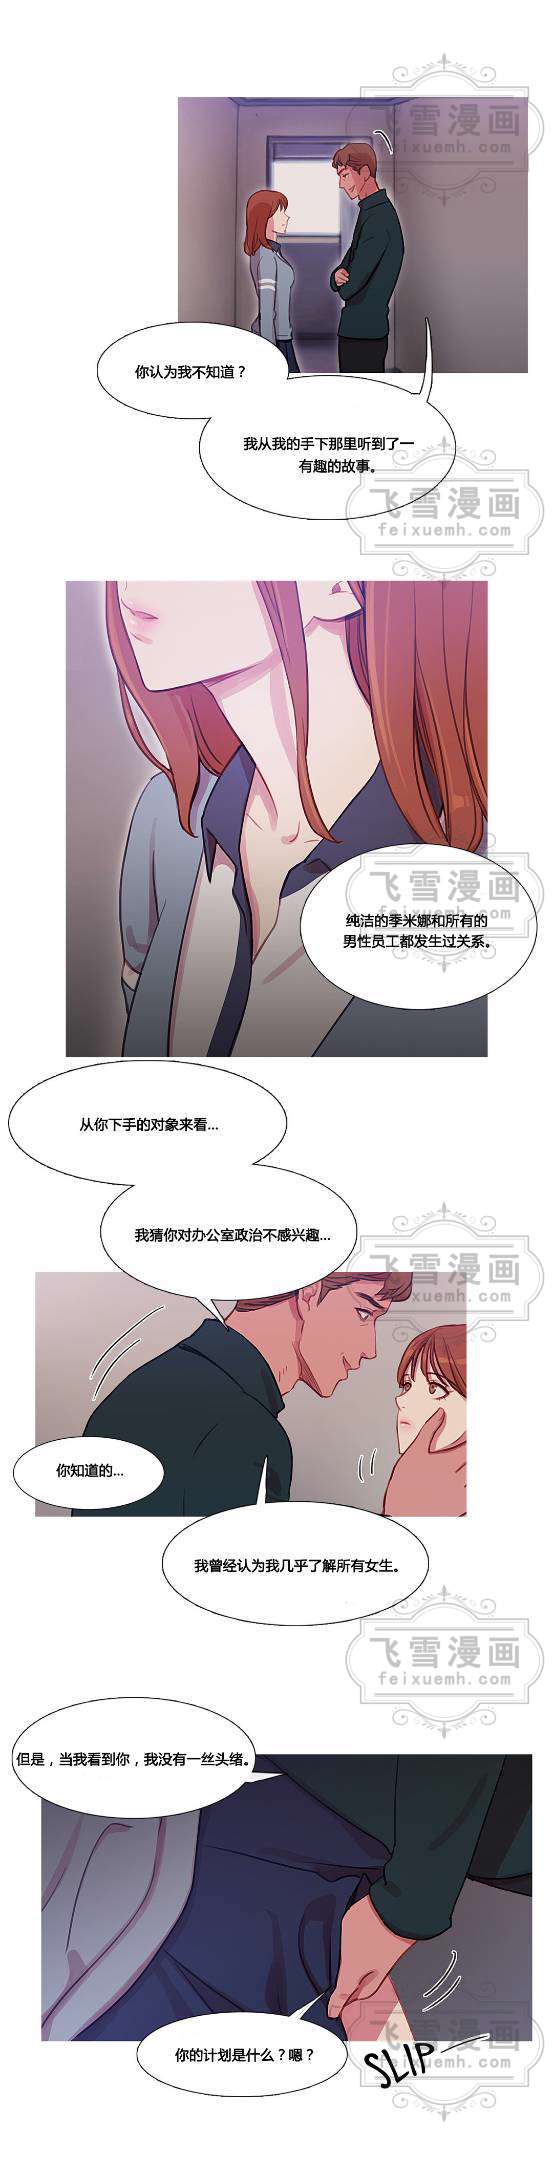 飞雪漫画
feixuemh.com
你认为我不知道？
我从我的手下那里听到了一
有趣的故事。
飞雪漫画
feixuemh.com
纯洁的季米娜和所有的
男性员工都发生过关系。
飞雪漫画
feixuemh.com
从你下手的对象来看...
我猜你对办公室政治不感兴趣...
飞雪漫画
feixuemh.com
你知道的...
我曾经认为我几乎了解所有女生。
飞雪漫画
feixuemh.com
但是，当我看到你，我没有一丝头绪。
你的计划是什么？嗯？
SLIP
飞雪漫画
feixuemh.com